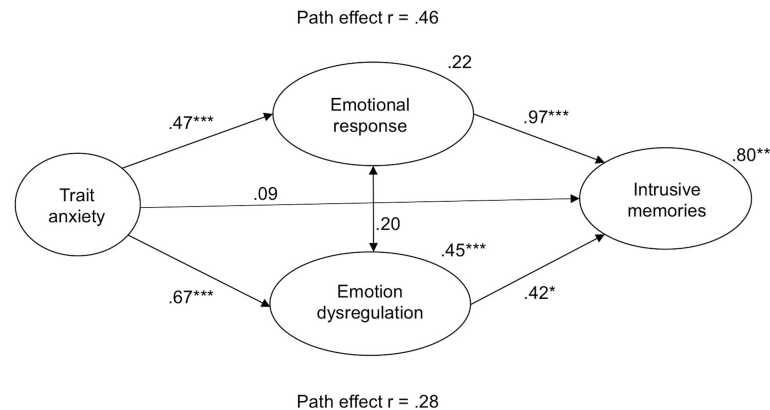 Path effect r = .46
.22
Emotional
response
.47***
.97***
.80**
Trait
anxiety
.09
Intrusive
memories
.20
.45***
.67***
Emotion
dysregulation
.42*
Path effect r = .28